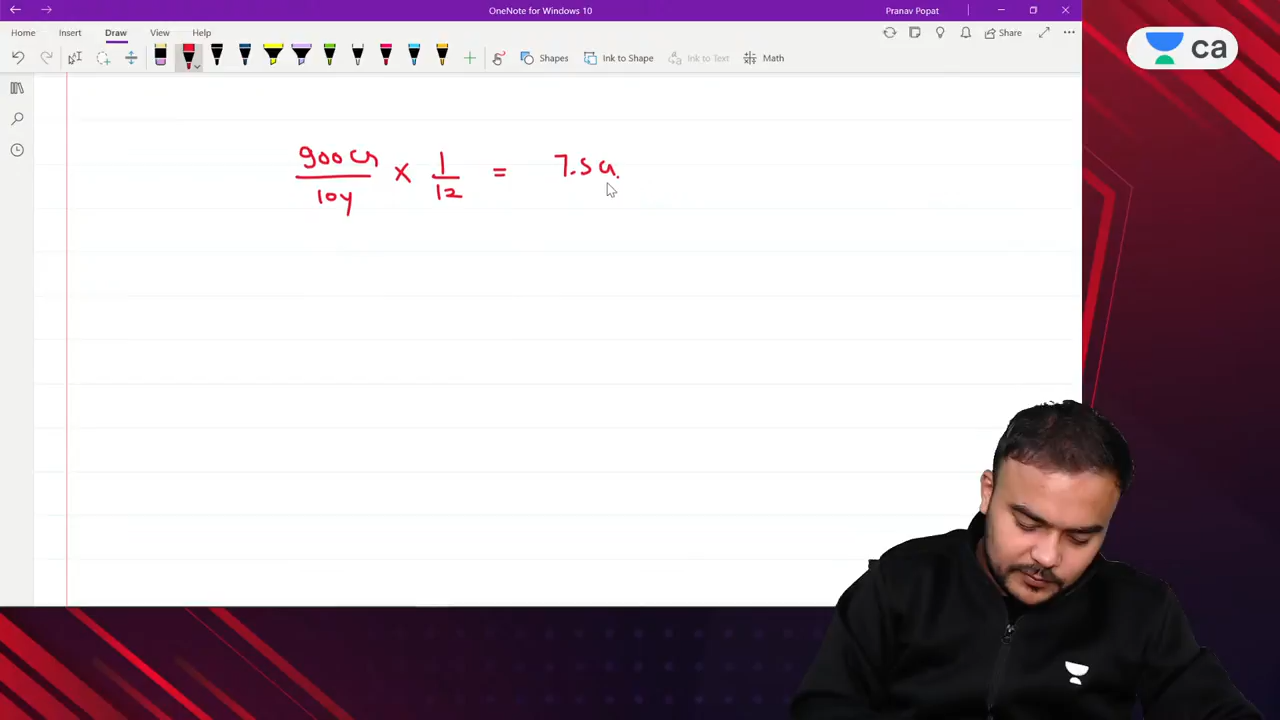 OneNote for Windows 10
Pranav Popat
Home Insert Draw View Help
Share
Shapes Ink to Shape Ink to Text Math
ca
900 Cr / 10y × 1/12 = 7.5 Cr.